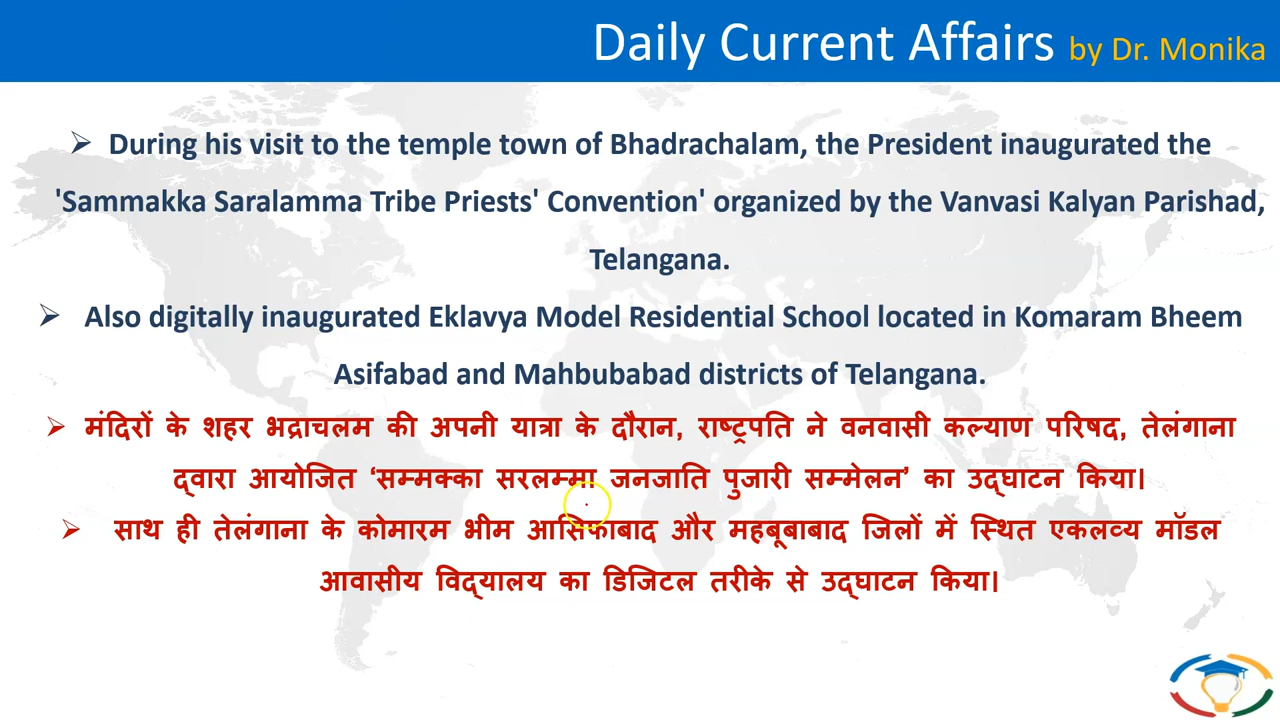 Daily Current Affairs by Dr. Monika
➢ During his visit to the temple town of Bhadrachalam, the President inaugurated the
'Sammakka Saralamma Tribe Priests' Convention' organized by the Vanvasi Kalyan Parishad,
Telangana.
➢ Also digitally inaugurated Eklavya Model Residential School located in Komaram Bheem
Asifabad and Mahbubabad districts of Telangana.
➢ मंदिरों के शहर भद्राचलम की अपनी यात्रा के दौरान, राष्ट्रपति ने वनवासी कल्याण परिषद, तेलंगाना
द्वारा आयोजित ‘सम्मक्का सरलम्मा जनजाति पुजारी सम्मेलन’ का उद्घाटन किया।
➢ साथ ही तेलंगाना के कोमारम भीम आसिफाबाद और महबूबाबाद जिलों में स्थित एकलव्य मॉडल
आवासीय विद्यालय का डिजिटल तरीके से उद्घाटन किया।